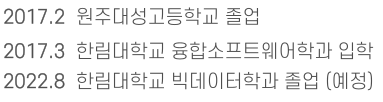 2017.2 원주대성고등학교 졸업
2017.3 한림대학교 융합소프트웨어학과 입학
2022.8 한림대학교 빅데이터학과 졸업 (예정)